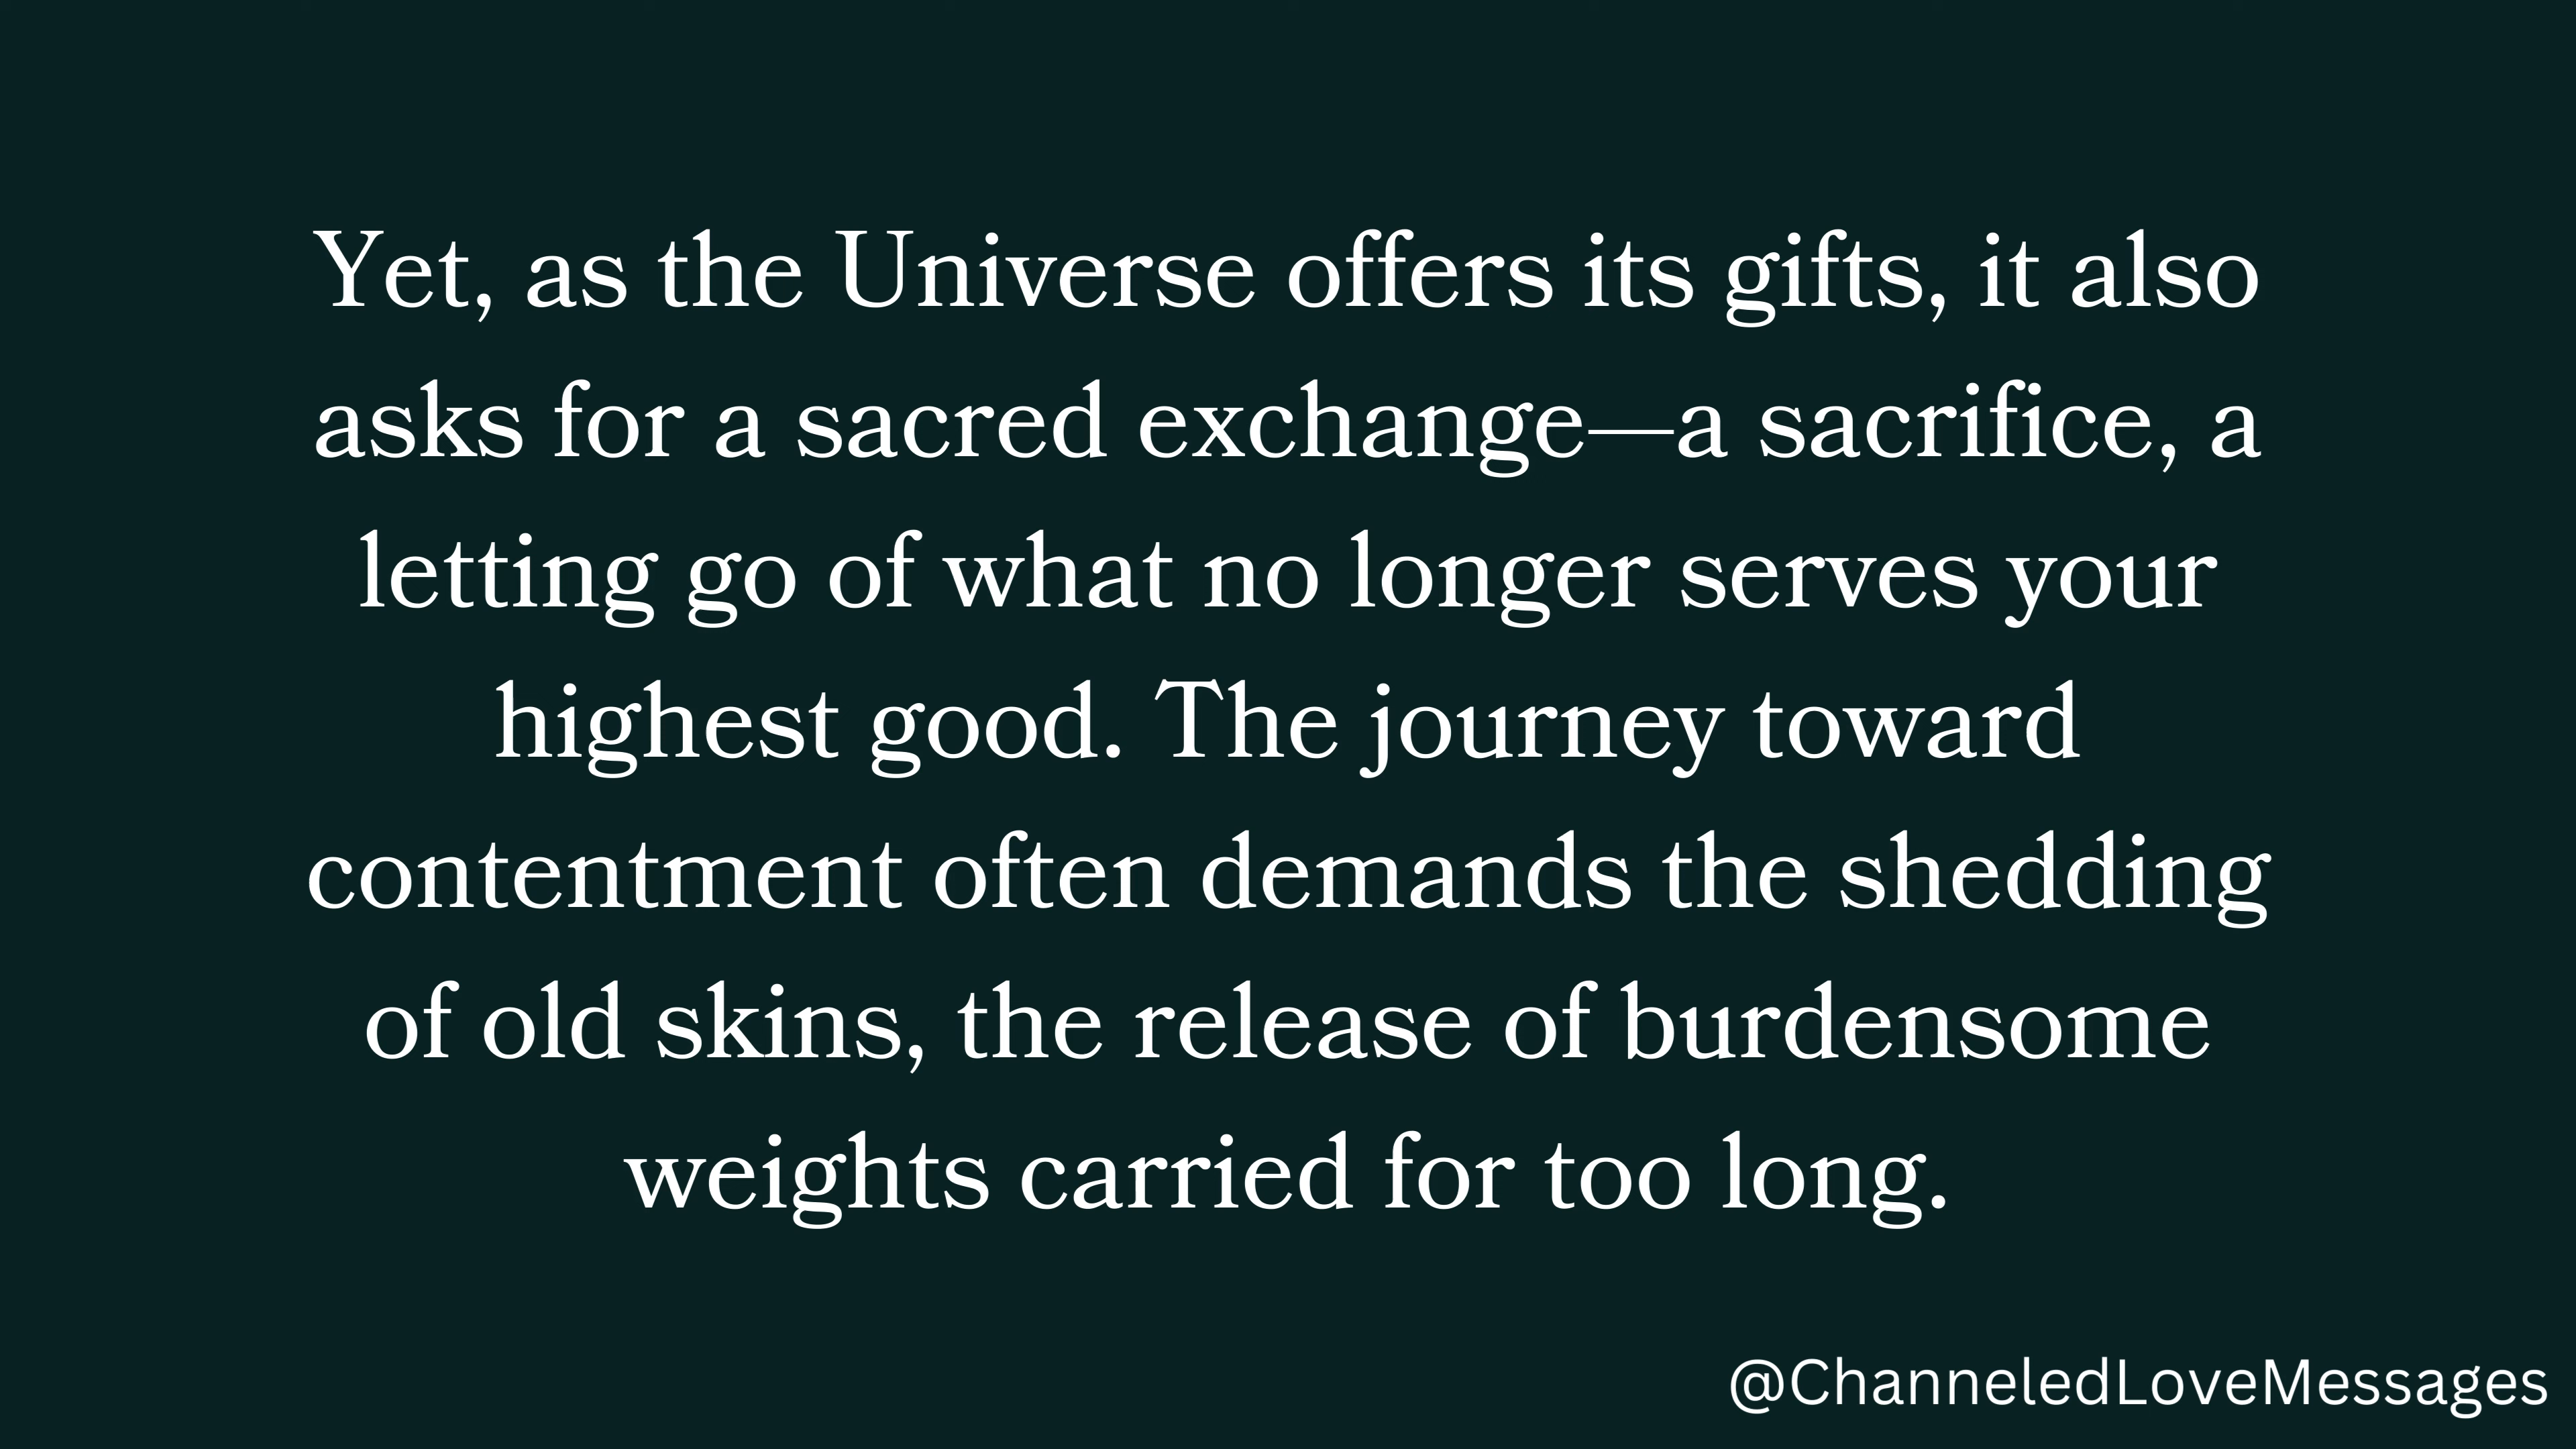 Yet, as the Universe offers its gifts, it also
asks for a sacred exchange—a sacrifice, a
letting go of what no longer serves your
highest good. The journey toward
contentment often demands the shedding
of old skins, the release of burdensome
weights carried for too long.
@ChanneledLoveMessages